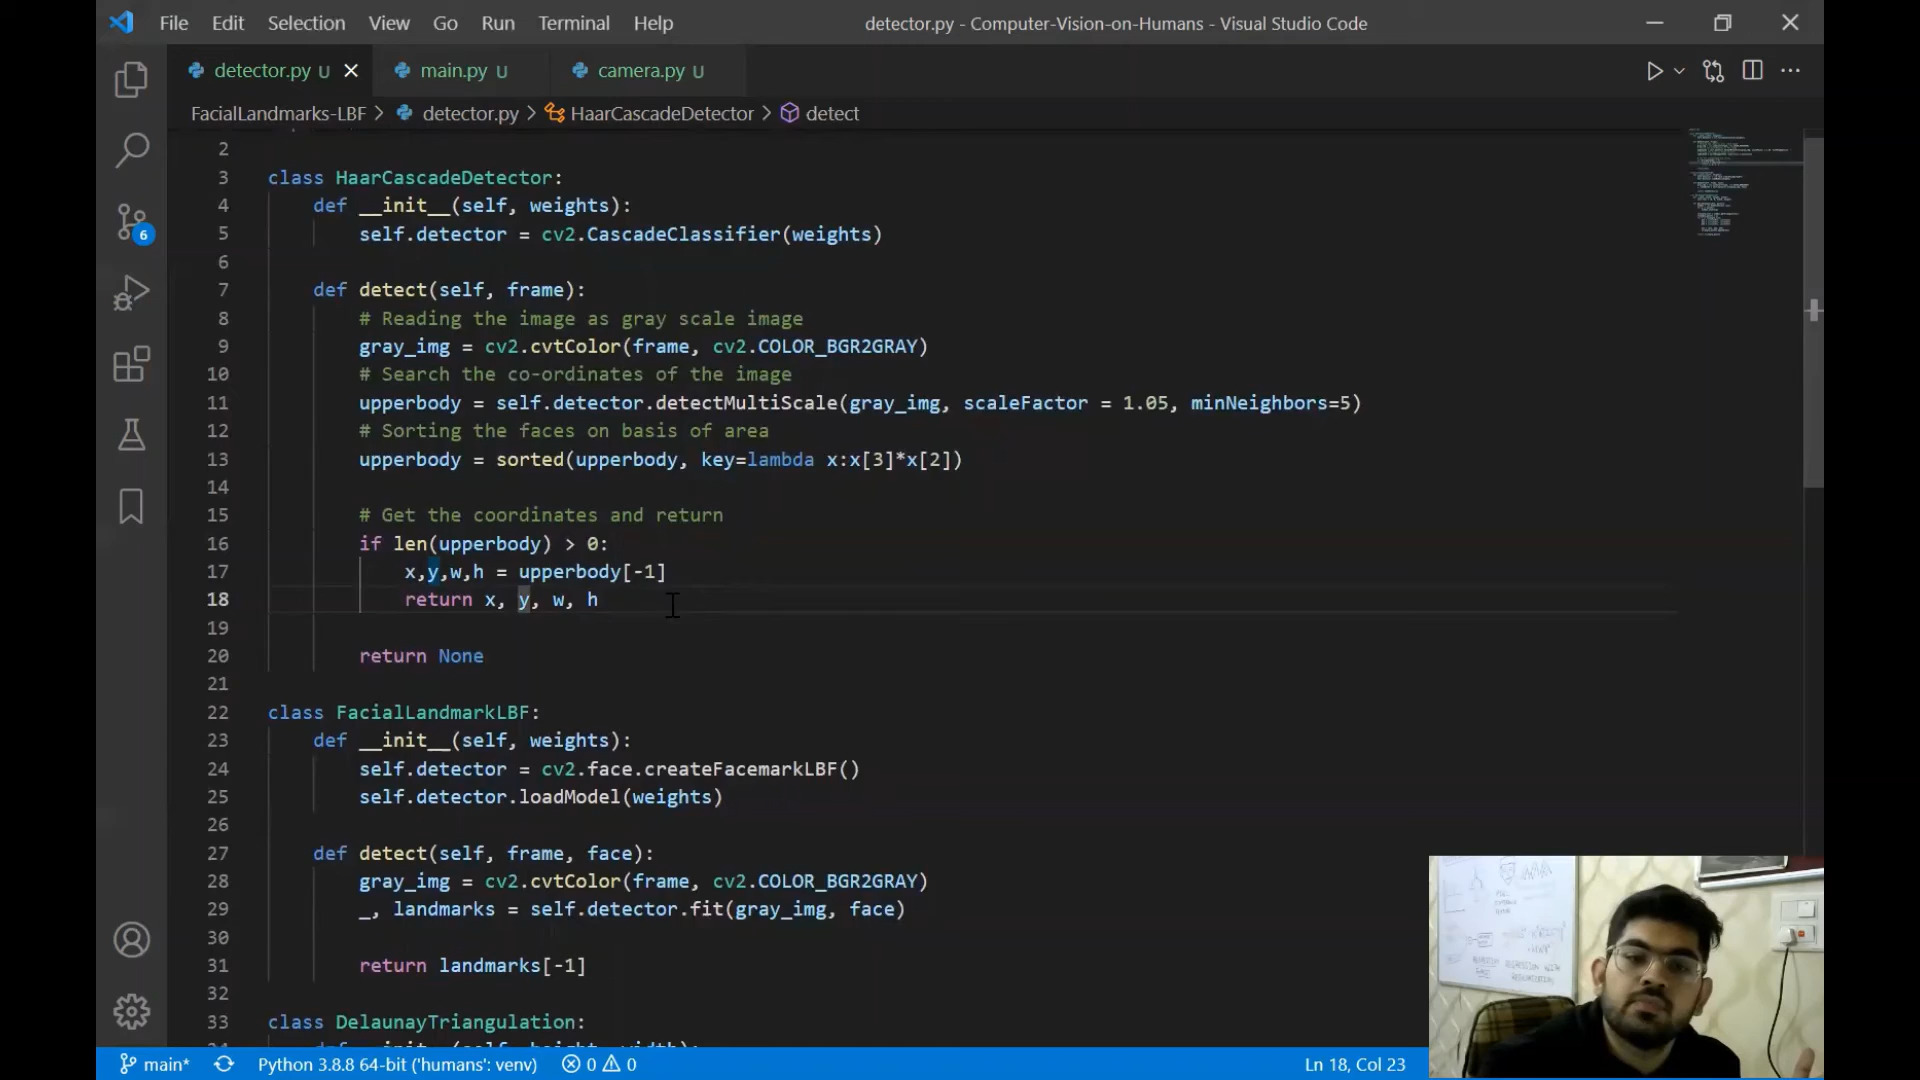 File Edit Selection View Go Run Terminal Help
detector.py - Computer-Vision-on-Humans - Visual Studio Code
detector.py U main.py U camera.py U
FacialLandmarks-LBF > detector.py > HaarCascadeDetector > detect
2
3 class HaarCascadeDetector:
4 def __init__(self, weights):
5 self.detector = cv2.CascadeClassifier(weights)
6
7 def detect(self, frame):
8 # Reading the image as gray scale image
9 gray_img = cv2.cvtColor(frame, cv2.COLOR_BGR2GRAY)
10 # Search the co-ordinates of the image
11 upperbody = self.detector.detectMultiScale(gray_img, scaleFactor = 1.05, minNeighbors=5)
12 # Sorting the faces on basis of area
13 upperbody = sorted(upperbody, key=lambda x:x[3]*x[2])
14
15 # Get the coordinates and return
16 if len(upperbody) > 0:
17 x,y,w,h = upperbody[-1]
18 return x, y, w, h
19
20 return None
21
22 class FacialLandmarkLBF:
23 def __init__(self, weights):
24 self.detector = cv2.face.createFacemarkLBF()
25 self.detector.loadModel(weights)
26
27 def detect(self, frame, face):
28 gray_img = cv2.cvtColor(frame, cv2.COLOR_BGR2GRAY)
29 _, landmarks = self.detector.fit(gray_img, face)
30
31 return landmarks[-1]
32
33 class DelaunayTriangulation:
6
main* Python 3.8.8 64-bit ('humans': venv) 0 0 Ln 18, Col 23